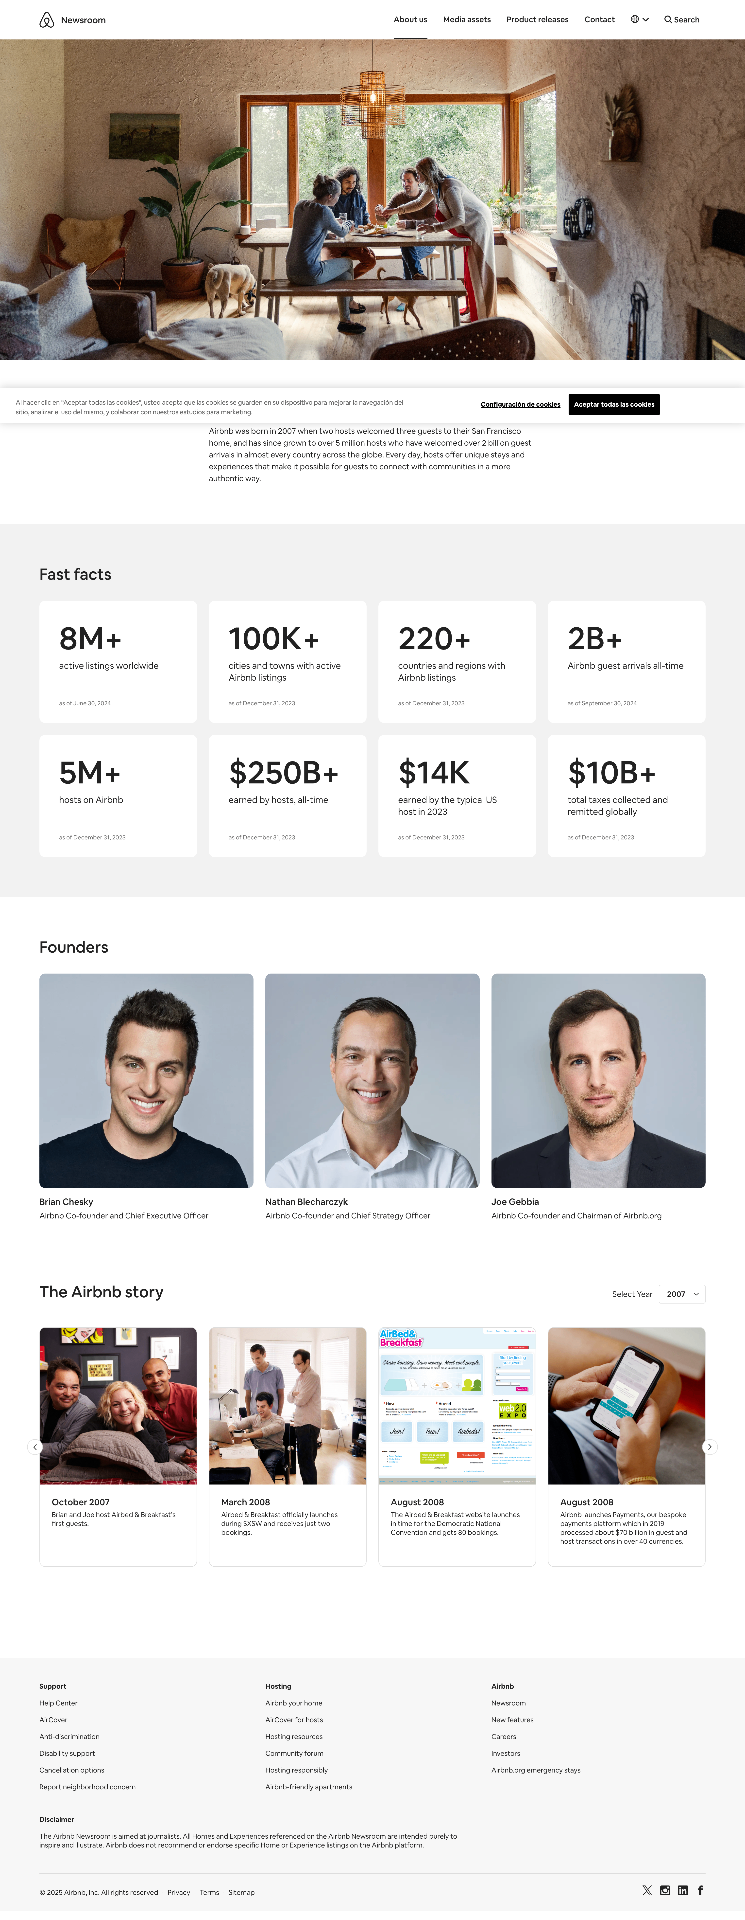 Newsroom
About us
Media assets
Product releases
Contact
Search
Al hacer clic en "Aceptar todas las cookies", usted acepta que las cookies se guarden en su dispositivo para mejorar la navegación del
sitio, analizar el uso del mismo, y colaborar con nuestros estudios para marketing.
Configuración de cookies
Aceptar todas las cookies
Airbnb was born in 2007 when two hosts welcomed three guests to their San Francisco
home, and has since grown to over 5 million hosts who have welcomed over 2 billion guest
arrivals in almost every country across the globe. Every day, hosts offer unique stays and
experiences that make it possible for guests to connect with communities in a more
authentic way.
Fast facts
8M+
active listings worldwide
as of June 30, 2024
100K+
cities and towns with active
Airbnb listings
as of December 31, 2023
220+
countries and regions with
Airbnb listings
as of December 31, 2023
2B+
Airbnb guest arrivals all-time
as of September 30, 2024
5M+
hosts on Airbnb
as of December 31, 2023
$250B+
earned by hosts, all-time
as of December 31, 2023
$14K
earned by the typical US
host in 2023
as of December 31, 2023
$10B+
total taxes collected and
remitted globally
as of December 31, 2023
Founders
Brian Chesky
Airbnb Co-founder and Chief Executive Officer
Nathan Blecharczyk
Airbnb Co-founder and Chief Strategy Officer
Joe Gebbia
Airbnb Co-founder and Chairman of Airbnb.org
The Airbnb story
Select Year
2007
AirBed&
Breakfast
web2.0
EXPO
October 2007
Brian and Joe host Airbed & Breakfast's
first guests.
March 2008
Airbed & Breakfast officially launches
during SXSW and receives just two
bookings.
August 2008
The Airbed & Breakfast website launches
in time for the Democratic National
Convention and gets 80 bookings.
August 2008
Airbnb launches Payments, our bespoke
payments platform which in 2019
processed about $70 billion in guest and
host transactions in over 40 currencies.
Support
Help Center
AirCover
Anti-discrimination
Disability support
Cancellation options
Report neighborhood concern
Hosting
Airbnb your home
AirCover for hosts
Hosting resources
Community forum
Hosting responsibly
Airbnb-friendly apartments
Airbnb
Newsroom
New features
Careers
Investors
Airbnb.org emergency stays
Disclaimer
The Airbnb Newsroom is aimed at journalists. All Homes and Experiences referenced on the Airbnb Newsroom are intended purely to
inspire and illustrate. Airbnb does not recommend or endorse specific Home or Experience listings on the Airbnb platform.
© 2025 Airbnb, Inc. All rights reserved
Privacy
Terms
Sitemap